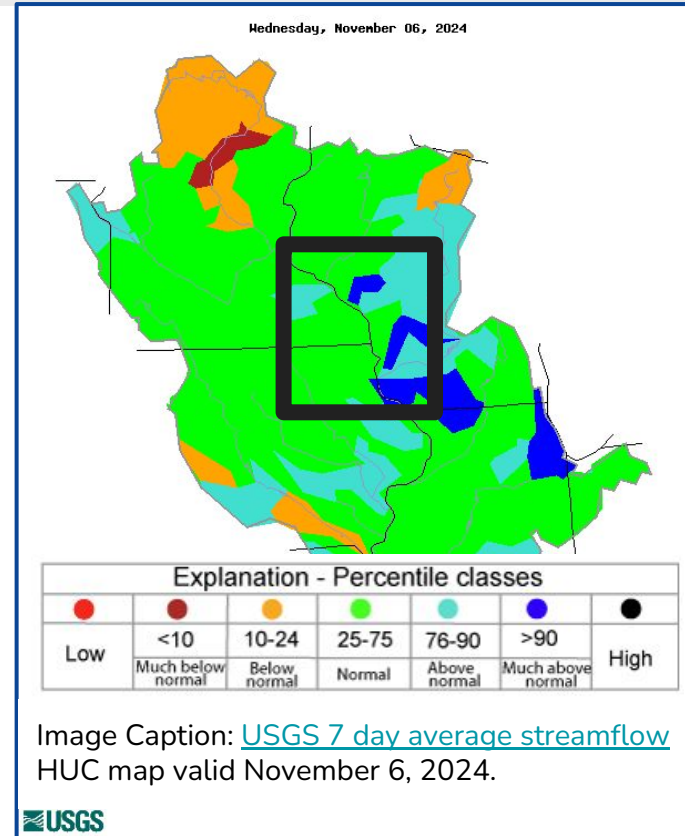 Wednesday, November 06, 2024
Explanation - Percentile classes
Low
<10
10-24
25-75
76-90
>90
High
Much below
normal
Below
normal
Normal
Above
normal
Much above
normal
Image Caption: USGS 7 day average streamflow
HUC map valid November 6, 2024.
USGS